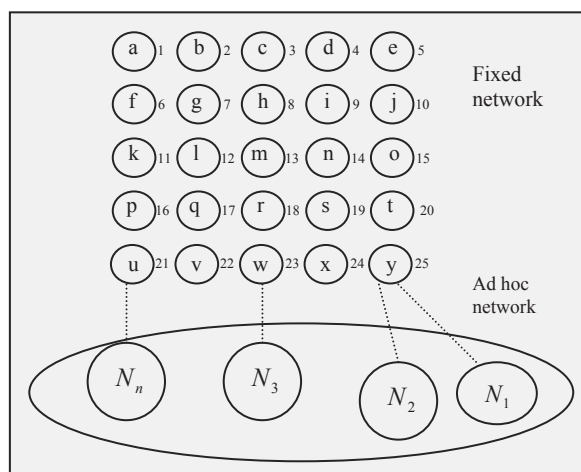 a 1 b 2 c 3 d 4 e 5
Fixed
network
f 6 g 7 h 8 i 9 j 10
k 11 l 12 m 13 n 14 o 15
p 16 q 17 r 18 s 19 t 20
u 21 v 22 w 23 x 24 y 25
Ad hoc
network
Nₙ N₃ N₂ N₁